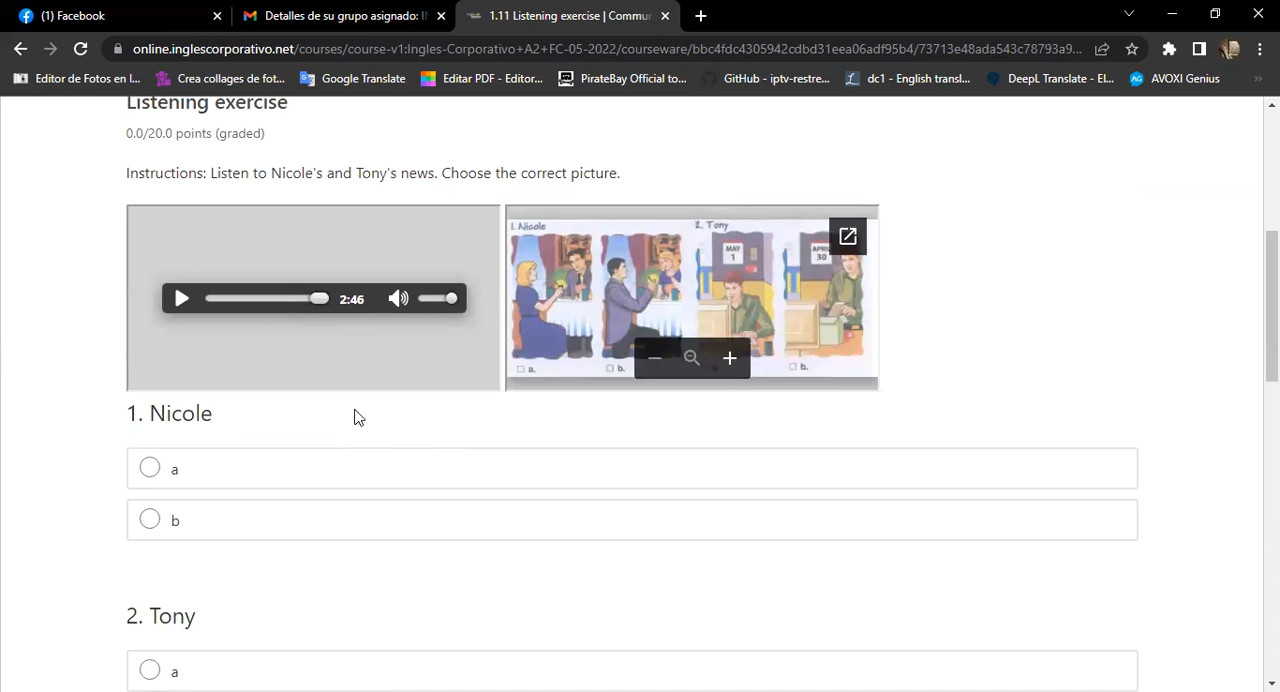 (1) Facebook
Detalles de su grupo asignado: I
1.11 Listening exercise | Commu
online.inglescorporativo.net/courses/course-v1:Ingles-Corporativo+A2+FC-05-2022/courseware/bbc4fdc4305942cdbd31eea06adf95b4/73713e48ada543c78793a9...
Editor de Fotos en l...
Crea collages de fot...
Google Translate
Editar PDF - Editor...
PirateBay Official to...
GitHub - iptv-restre...
dc1 - English transl...
DeepL Translate - El...
AVOXI Genius
Listening exercise
0.0/20.0 points (graded)
Instructions: Listen to Nicole's and Tony's news. Choose the correct picture.
2:46
1. Nicole
2. Tony
MAY
1
APRIL
30
a.
b.
b.
1. Nicole
a
b
2. Tony
a